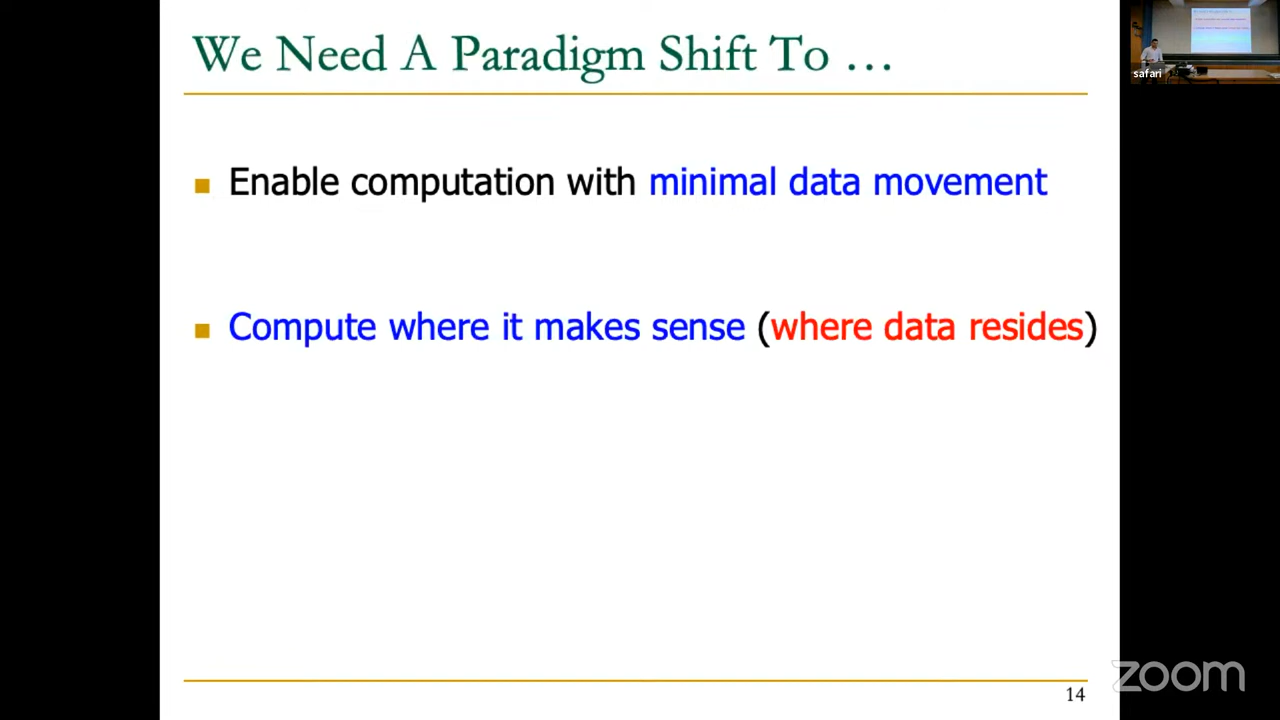 We Need A Paradigm Shift To ...
safari
Enable computation with minimal data movement
Compute where it makes sense (where data resides)
14
zoom